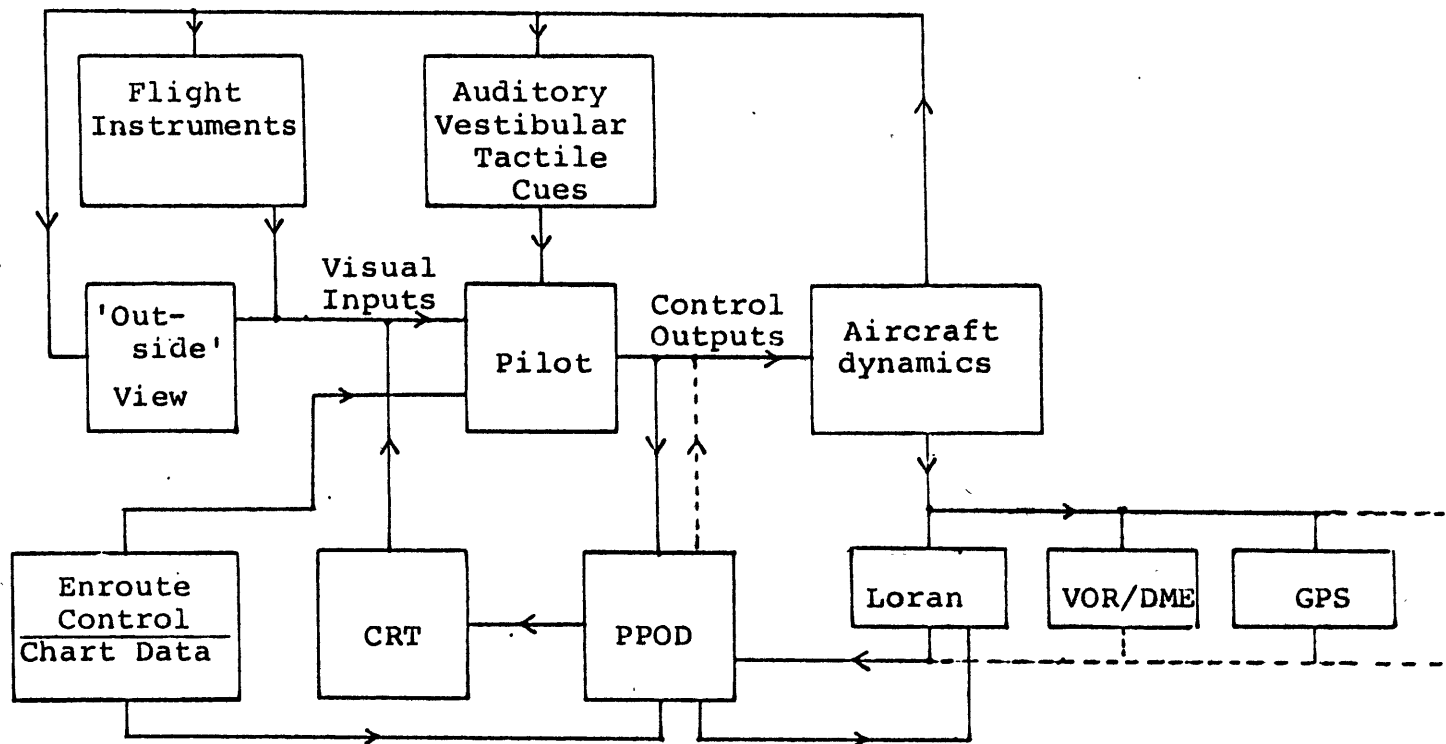 Flight
Instruments
Auditory
Vestibular
Tactile
Cues
'Out-
side'
View
Visual
Inputs
Pilot
Control
Outputs
Aircraft
dynamics
Enroute
Control
Chart Data
CRT
PPOD
Loran
VOR/DME
GPS